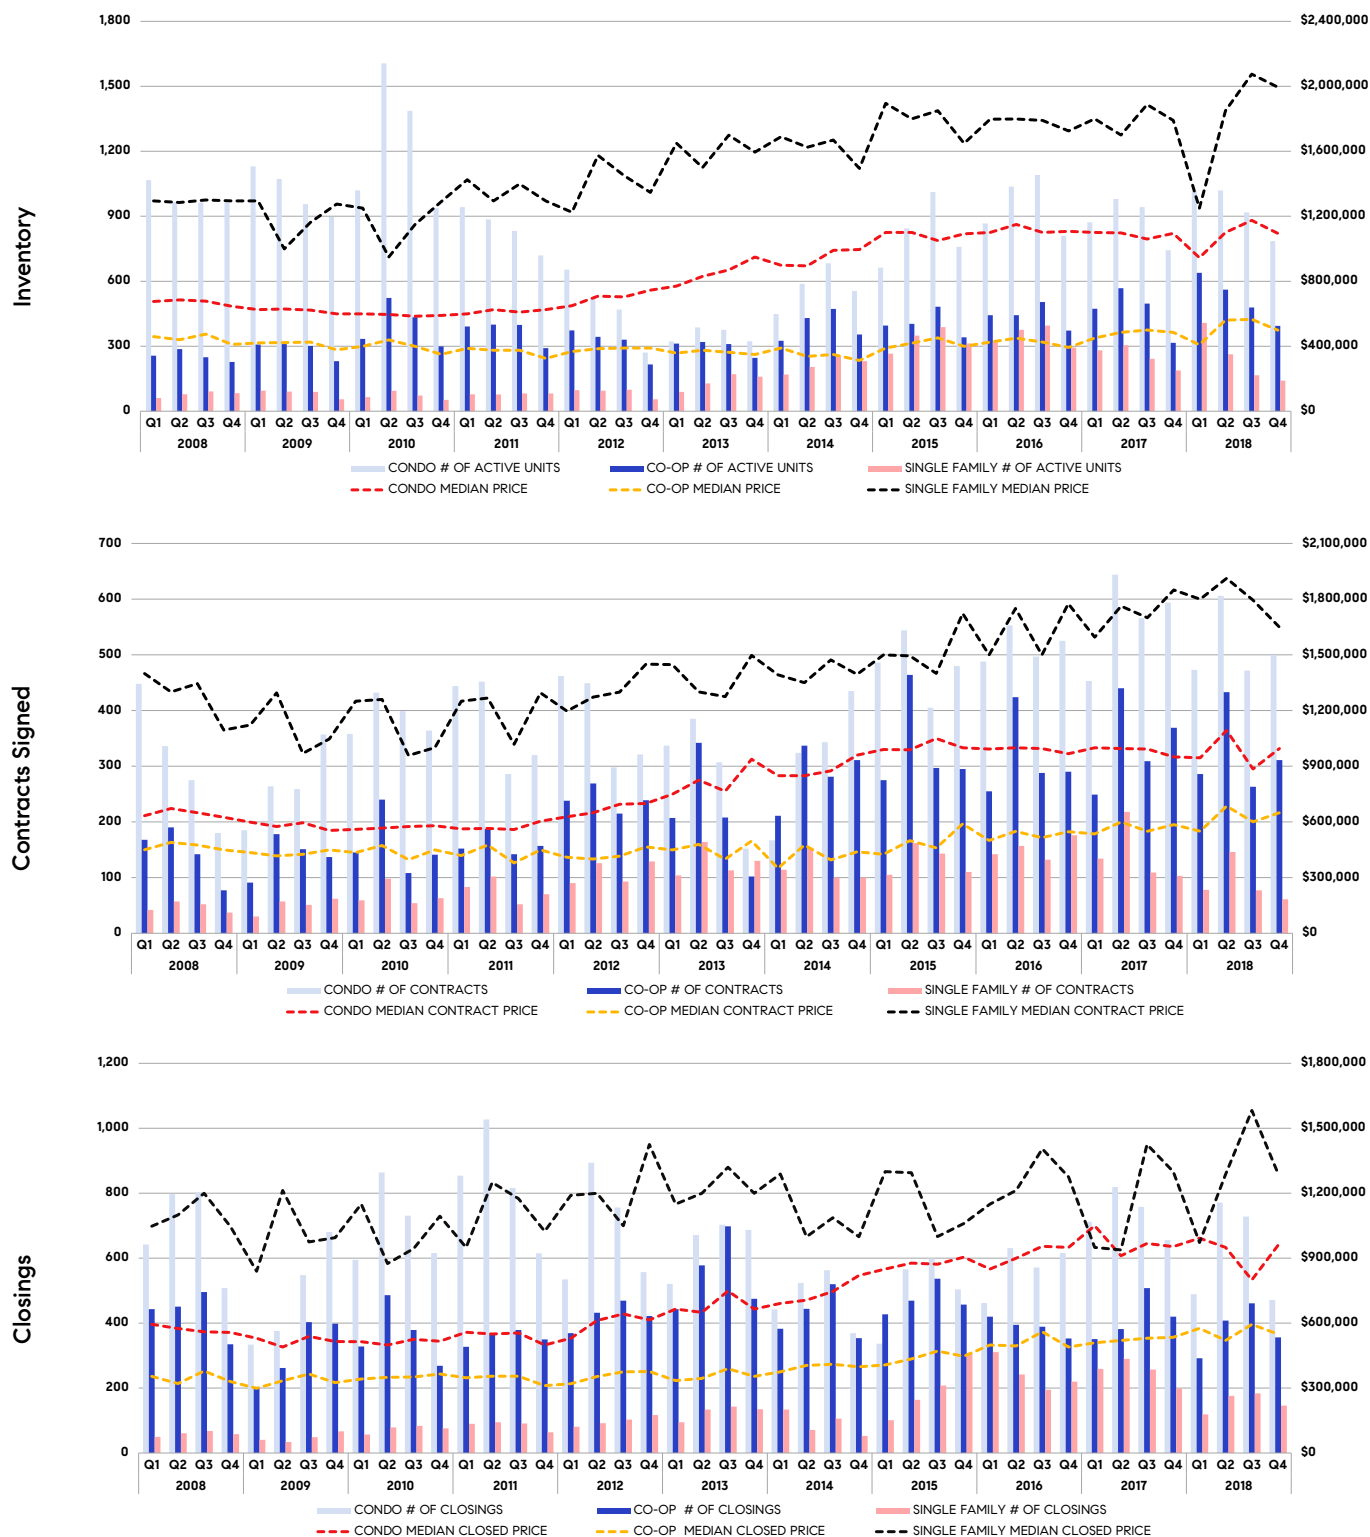 Inventory
1,800 $2,400,000
1,500 $2,000,000
1,200 $1,600,000
900 $1,200,000
600 $800,000
300 $400,000
0 $0
Q1 Q2 Q3 Q4 Q1 Q2 Q3 Q4 Q1 Q2 Q3 Q4 Q1 Q2 Q3 Q4 Q1 Q2 Q3 Q4 Q1 Q2 Q3 Q4 Q1 Q2 Q3 Q4 Q1 Q2 Q3 Q4 Q1 Q2 Q3 Q4 Q1 Q2 Q3 Q4 Q1 Q2 Q3 Q4
2008 2009 2010 2011 2012 2013 2014 2015 2016 2017 2018
CONDO # OF ACTIVE UNITS CO-OP # OF ACTIVE UNITS SINGLE FAMILY # OF ACTIVE UNITS
CONDO MEDIAN PRICE CO-OP MEDIAN PRICE SINGLE FAMILY MEDIAN PRICE
Contracts Signed
700 $2,100,000
600 $1,800,000
500 $1,500,000
400 $1,200,000
300 $900,000
200 $600,000
100 $300,000
0 $0
Q1 Q2 Q3 Q4 Q1 Q2 Q3 Q4 Q1 Q2 Q3 Q4 Q1 Q2 Q3 Q4 Q1 Q2 Q3 Q4 Q1 Q2 Q3 Q4 Q1 Q2 Q3 Q4 Q1 Q2 Q3 Q4 Q1 Q2 Q3 Q4 Q1 Q2 Q3 Q4 Q1 Q2 Q3 Q4
2008 2009 2010 2011 2012 2013 2014 2015 2016 2017 2018
CONDO # OF CONTRACTS CO-OP # OF CONTRACTS SINGLE FAMILY # OF CONTRACTS
CONDO MEDIAN CONTRACT PRICE CO-OP MEDIAN CONTRACT PRICE SINGLE FAMILY MEDIAN CONTRACT PRICE
Closings
1,200 $1,800,000
1,000 $1,500,000
800 $1,200,000
600 $900,000
400 $600,000
200 $300,000
0 $0
Q1 Q2 Q3 Q4 Q1 Q2 Q3 Q4 Q1 Q2 Q3 Q4 Q1 Q2 Q3 Q4 Q1 Q2 Q3 Q4 Q1 Q2 Q3 Q4 Q1 Q2 Q3 Q4 Q1 Q2 Q3 Q4 Q1 Q2 Q3 Q4 Q1 Q2 Q3 Q4 Q1 Q2 Q3 Q4
2008 2009 2010 2011 2012 2013 2014 2015 2016 2017 2018
CONDO # OF CLOSINGS CO-OP # OF CLOSINGS SINGLE FAMILY # OF CLOSINGS
CONDO MEDIAN CLOSED PRICE CO-OP MEDIAN CLOSED PRICE SINGLE FAMILY MEDIAN CLOSED PRICE